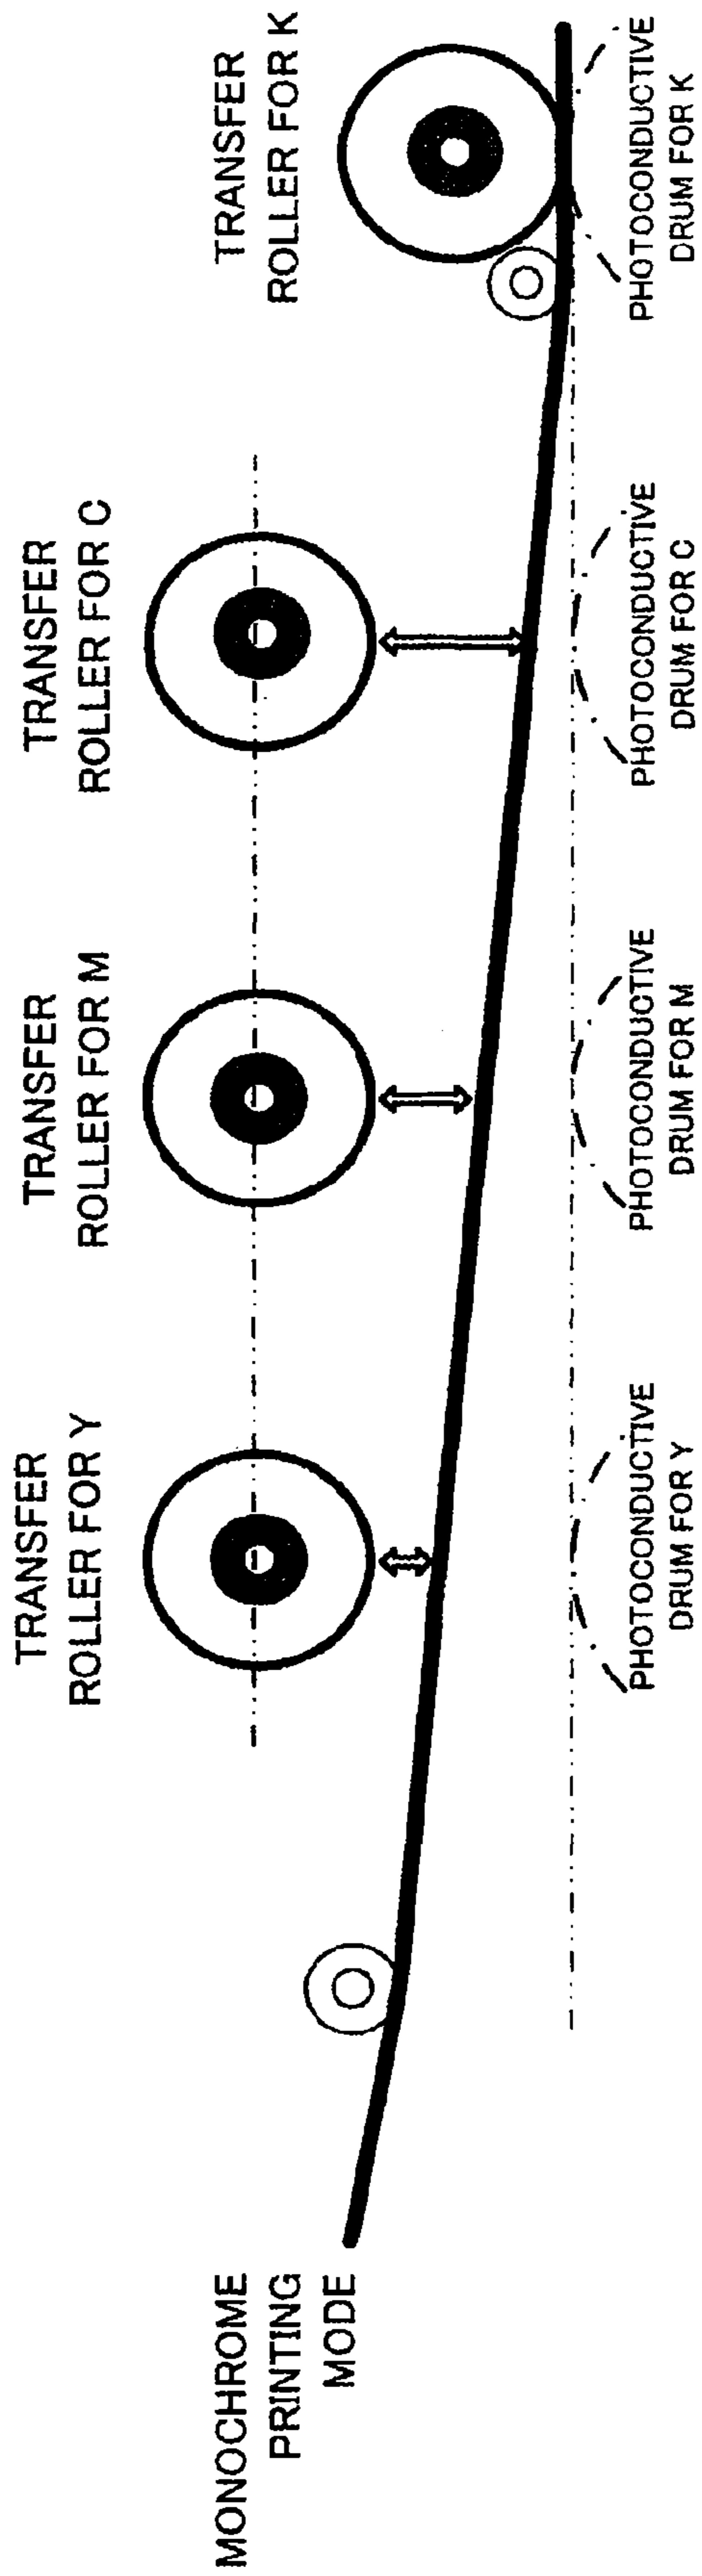 MONOCHROME
PRINTING
MODE
TRANSFER
ROLLER FOR Y
TRANSFER
ROLLER FOR M
TRANSFER
ROLLER FOR C
TRANSFER
ROLLER FOR K
PHOTOCONDUCTIVE
DRUM FOR Y
PHOTOCONDUCTIVE
DRUM FOR M
PHOTOCONDUCTIVE
DRUM FOR C
PHOTOCONDUCTIVE
DRUM FOR K